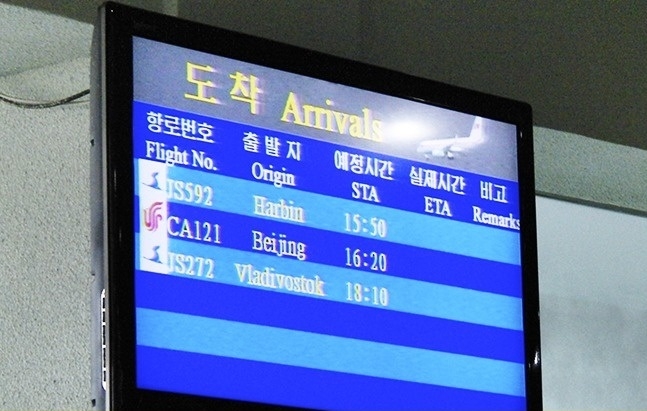 도착 Arrivals
항로번호 출발지 예정시간 실제시간 비고
Flight No. Origin STA ETA Remarks
JS592 Harbin 15:50
CA121 Beijing 16:20
JS272 Vladivostok 18:10